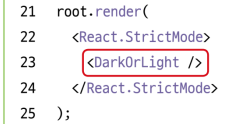 21 root.render(
22   <React.StrictMode>
23     <DarkOrLight />
24   </React.StrictMode>
25 );